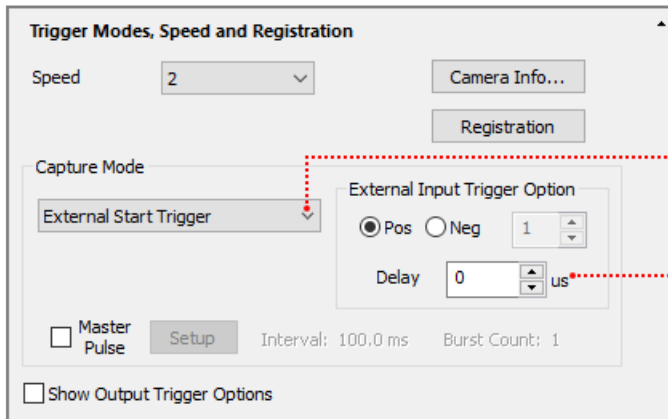 Trigger Modes, Speed and Registration
Speed 2 Camera Info...
Registration
Capture Mode
External Start Trigger
External Input Trigger Option
Pos Neg 1
Delay 0 us
Master
Pulse
Setup Interval: 100.0 ms Burst Count: 1
Show Output Trigger Options